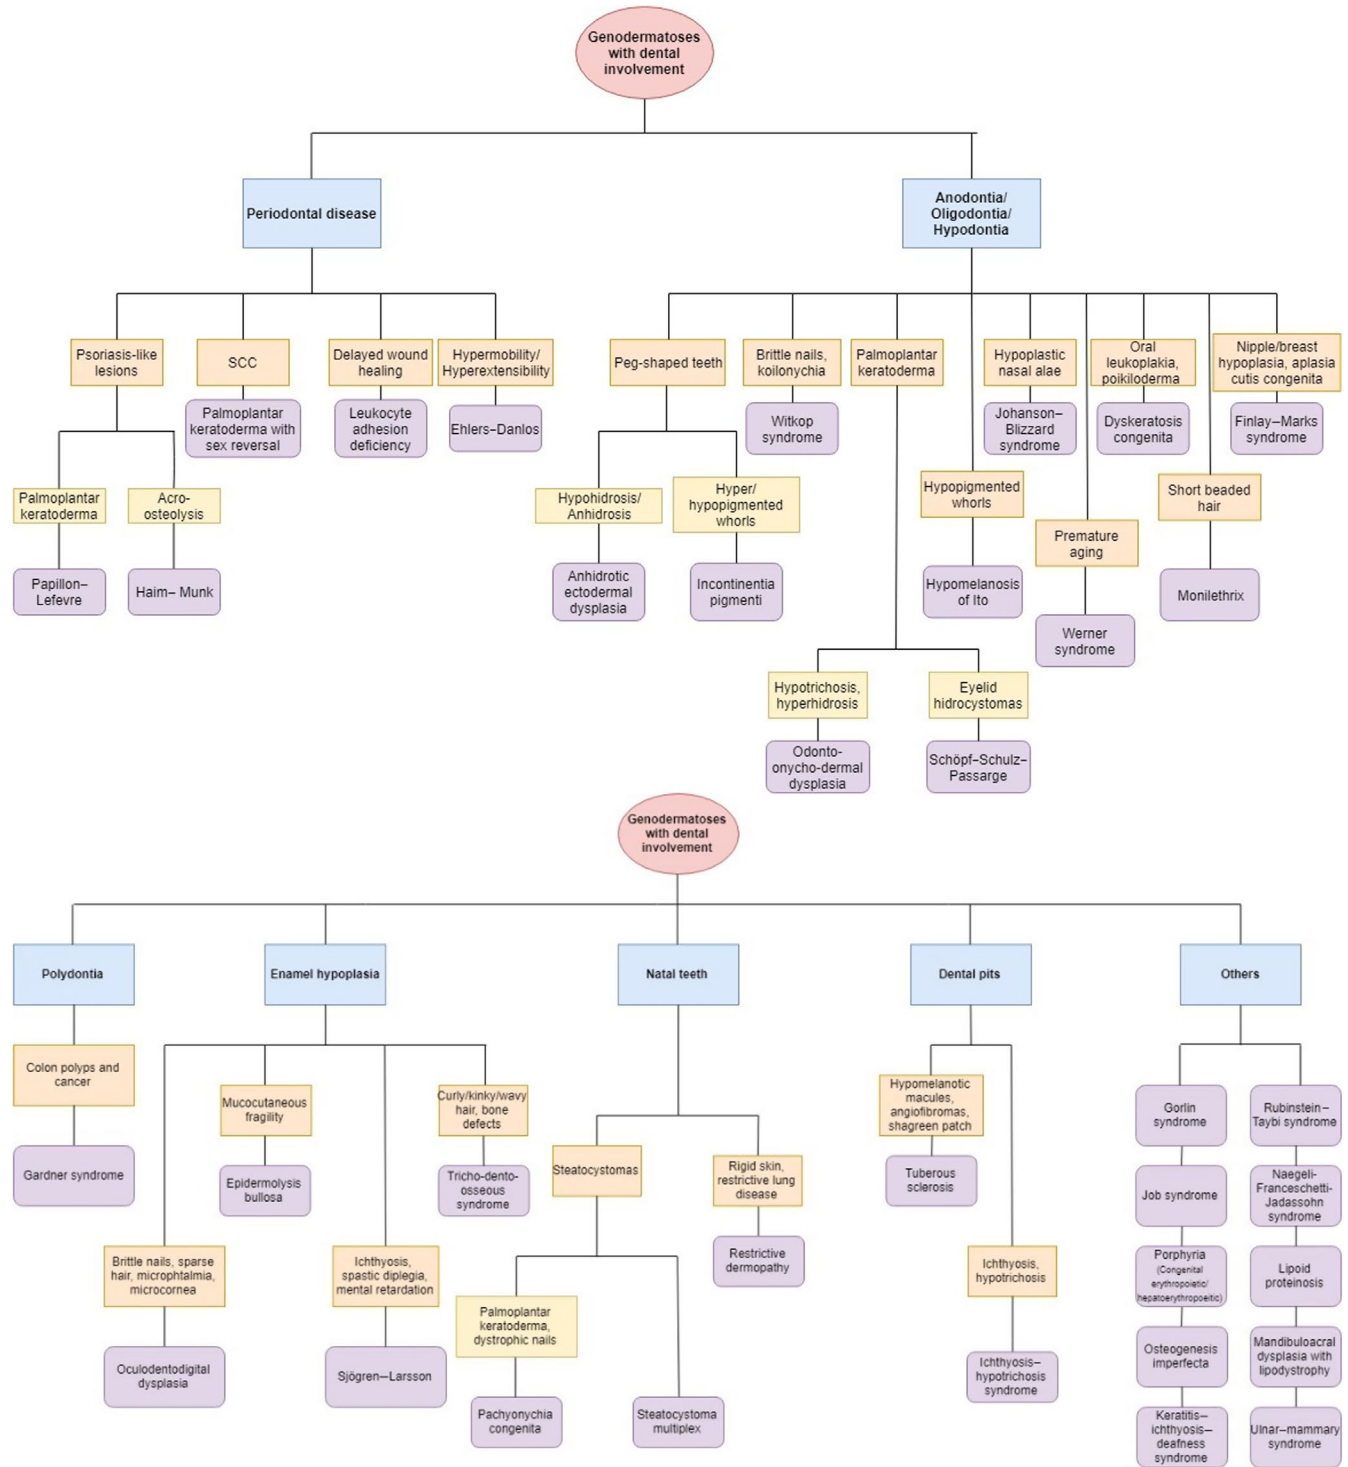 Genodermatoses
with dental
involvement
Periodontal disease
Anodontia/
Oligodontia/
Hypodontia
Psoriasis-like
lesions
SCC
Delayed wound
healing
Hypermobility/
Hyperextensibility
Peg-shaped teeth
Brittle nails,
koilonychia
Palmoplantar
keratoderma
Hypoplastic
nasal alae
Oral
leukoplakia,
poikiloderma
Nipple/breast
hypoplasia, aplasia
cutis congenita
Palmoplantar
keratoderma with
sex reversal
Leukocyte
adhesion
deficiency
Ehlers–Danlos
Witkop
syndrome
Johanson–
Blizzard
syndrome
Dyskeratosis
congenita
Finlay–Marks
syndrome
Palmoplantar
keratoderma
Acro-
osteolysis
Hypohidrosis/
Anhidrosis
Hyper/
hypopigmented
whorls
Hypopigmented
whorls
Short beaded
hair
Premature
aging
Papillon–
Lefevre
Haim– Munk
Anhidrotic
ectodermal
dysplasia
Incontinentia
pigmenti
Hypomelanosis
of Ito
Monilethrix
Werner
syndrome
Hypotrichosis,
hyperhidrosis
Eyelid
hidrocystomas
Odonto-
onycho-dermal
dysplasia
Schöpf–Schulz–
Passarge
Genodermatoses
with dental
involvement
Polydontia
Enamel hypoplasia
Natal teeth
Dental pits
Others
Colon polyps and
cancer
Mucocutaneous
fragility
Curly/kinky/wavy
hair, bone
defects
Hypomelanotic
macules,
angiofibromas,
shagreen patch
Gorlin
syndrome
Rubinstein–
Taybi syndrome
Gardner syndrome
Epidermolysis
bullosa
Tricho-dento-
osseous
syndrome
Steatocystomas
Rigid skin,
restrictive lung
disease
Tuberous
sclerosis
Job syndrome
Naegeli-
Franceschetti-
Jadassohn
syndrome
Brittle nails, sparse
hair, microphtalmia,
microcornea
Ichthyosis,
spastic diplegia,
mental retardation
Restrictive
dermopathy
Ichthyosis,
hypotrichosis
Porphyria
(Congenital
erythropoietic/
hepatoerythropoeitic)
Lipoid
proteinosis
Palmoplantar
keratoderma,
dystrophic nails
Oculodentodigital
dysplasia
Sjögren–Larsson
Ichthyosis–
hypotrichosis
syndrome
Osteogenesis
imperfecta
Mandibuloacral
dysplasia with
lipodystrophy
Pachyonychia
congenita
Steatocystoma
multiplex
Keratitis–
ichthyosis–
deafness
syndrome
Ulnar–mammary
syndrome